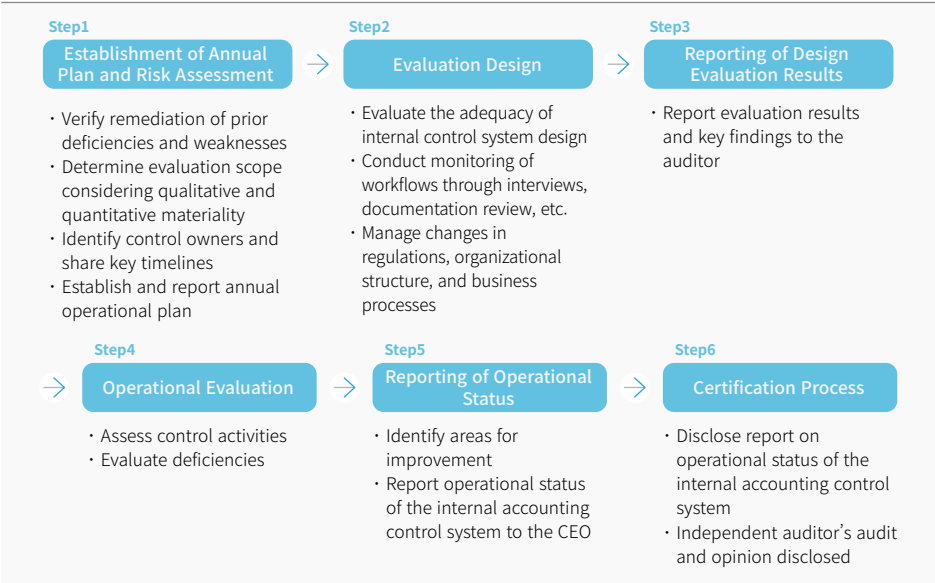 Step1
Establishment of Annual
Plan and Risk Assessment
・Verify remediation of prior
deficiencies and weaknesses
・Determine evaluation scope
considering qualitative and
quantitative materiality
・Identify control owners and
share key timelines
・Establish and report annual
operational plan
Step2
Evaluation Design
・Evaluate the adequacy of
internal control system design
・Conduct monitoring of
workflows through interviews,
documentation review, etc.
・Manage changes in
regulations, organizational
structure, and business
processes
Step3
Reporting of Design
Evaluation Results
・Report evaluation results
and key findings to the
auditor
Step4
Operational Evaluation
・Assess control activities
・Evaluate deficiencies
Step5
Reporting of Operational
Status
・Identify areas for
improvement
・Report operational status
of the internal accounting
control system to the CEO
Step6
Certification Process
・Disclose report on
operational status of the
internal accounting control
system
・Independent auditor’s audit
and opinion disclosed